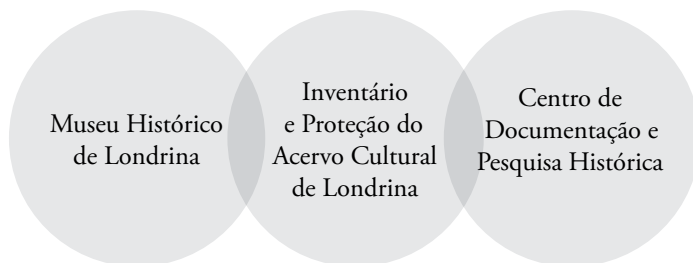 Museu Histórico
de Londrina
Inventário
e Proteção do
Acervo Cultural
de Londrina
Centro de
Documentação e
Pesquisa Histórica